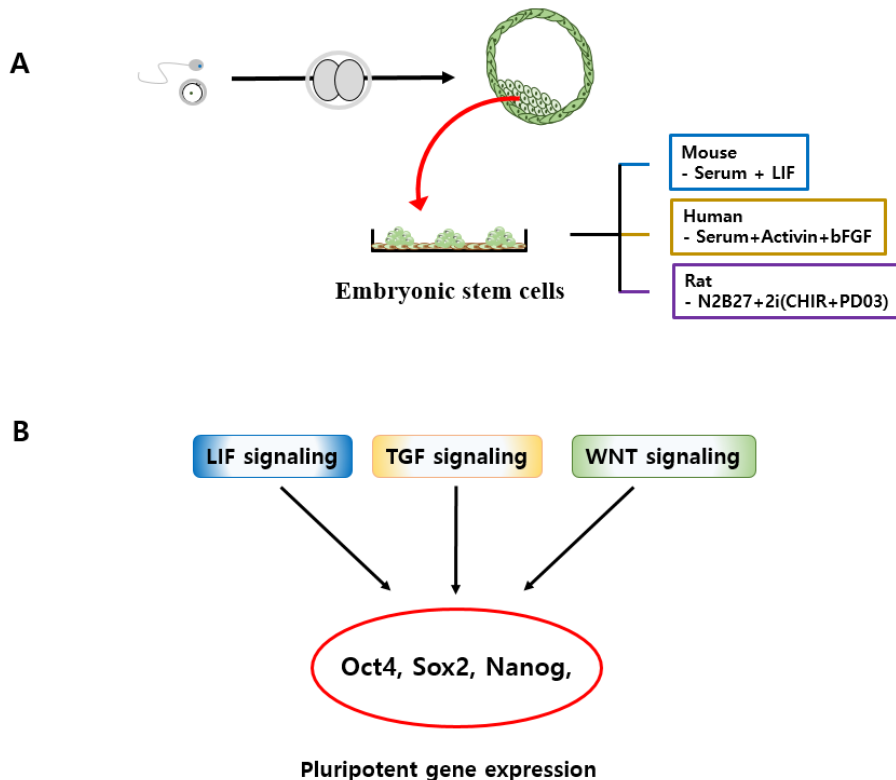 A
Mouse
- Serum + LIF
Human
- Serum+Activin+bFGF
Rat
- N2B27+2i(CHIR+PD03)
Embryonic stem cells
B
LIF signaling
TGF signaling
WNT signaling
Oct4, Sox2, Nanog,
Pluripotent gene expression